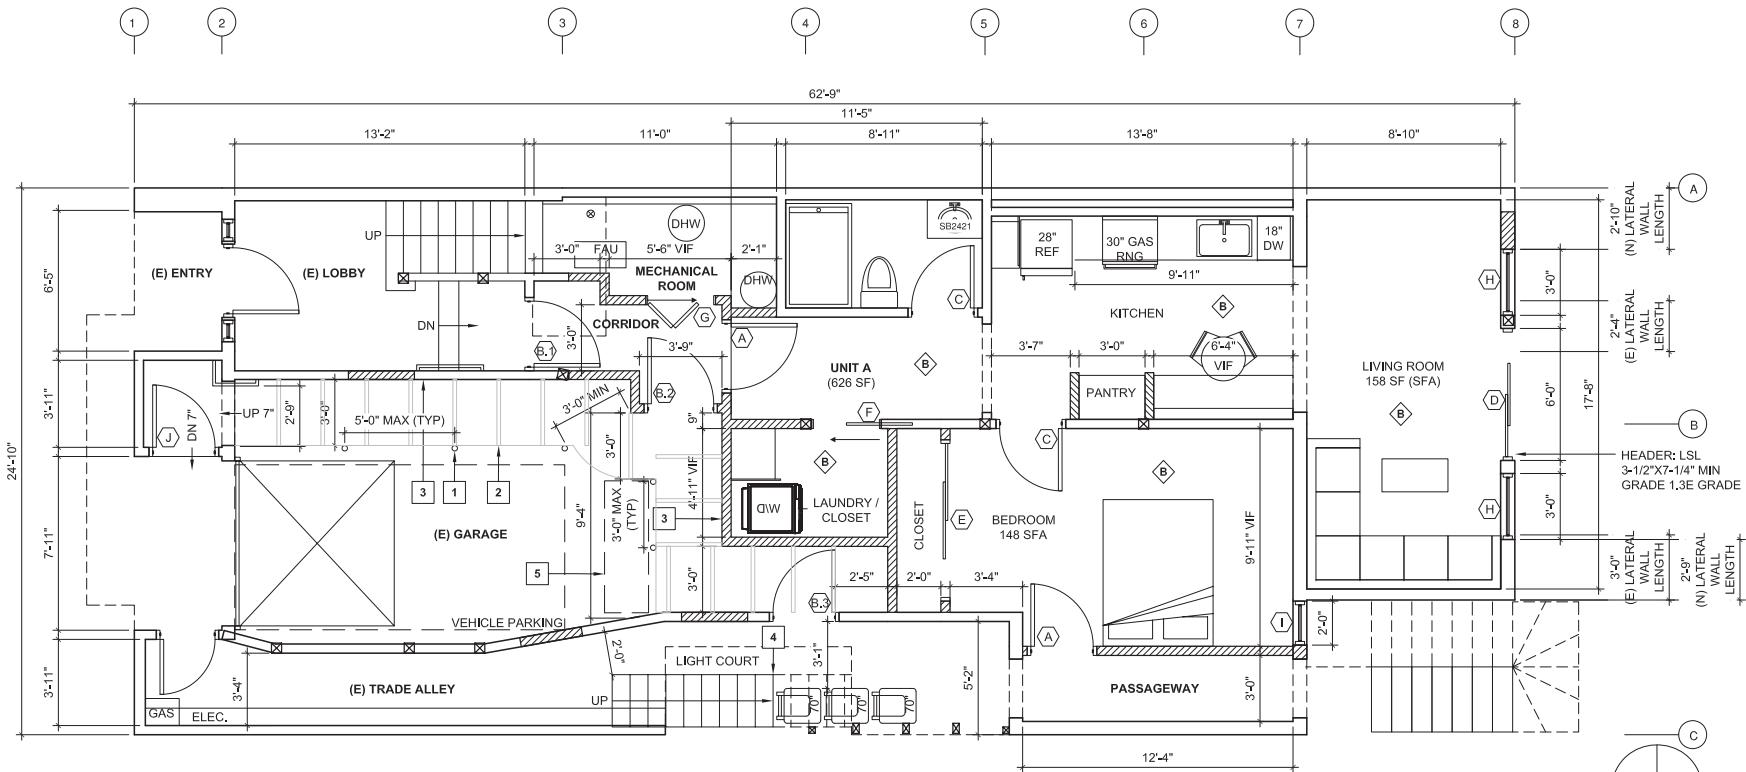 1 2 3 4 5 6 7 8
62'-9"
11'-5"
13'-2" 11'-0" 8'-11" 13'-8" 8'-10"
A
2'-10"
(N) LATERAL
WALL
LENGTH
UP
DHW
SB2421
28"
REF
30" GAS
RNG
18"
DW
3'-0" FAU 5'-6" VIF 2'-1"
(E) ENTRY
(E) LOBBY
MECHANICAL
ROOM
DHW
9'-11"
6'-5"
C
H
3'-0"
B
KITCHEN
G
DN
CORRIDOR
3'-0"
A
2'-4"
(E) LATERAL
WALL
LENGTH
B.1
3'-9"
3'-7" 3'-0" 6'-4"
VIF
UNIT A
(626 SF)
B
LIVING ROOM
158 SF (SFA)
B.2
PANTRY
3'-11"
UP 7"
DN 7"
J
2'-9"
3'-0"
5'-0" MAX (TYP)
3'-0" MIN
9"
F
B
D
6'-0"
17'-8"
B
24'-10"
C
3'-0"
4'-11" VIF
B
B
HEADER: LSL
3-1/2"X7-1/4" MIN
GRADE 1.3E GRADE
3 1 2
W\D
LAUNDRY /
CLOSET
CLOSET
E
BEDROOM
148 SFA
H
3'-0"
9'-4"
3'-0" MAX
(TYP)
3
(E) GARAGE
7'-11"
9'-11" VIF
5
3'-0"
2'-5" 2'-0" 3'-4"
3'-0"
(E) LATERAL
WALL
LENGTH
2'-9"
(N) LATERAL
WALL
LENGTH
B.3
VEHICLE PARKING
I
2'-0"
4
A
2'-0"
LIGHT COURT
3'-1"
5'-2"
3'-11"
3'-4"
(E) TRADE ALLEY
PASSAGEWAY
3'-0"
UP
70" 70" 70"
GAS
ELEC.
C
12'-4"